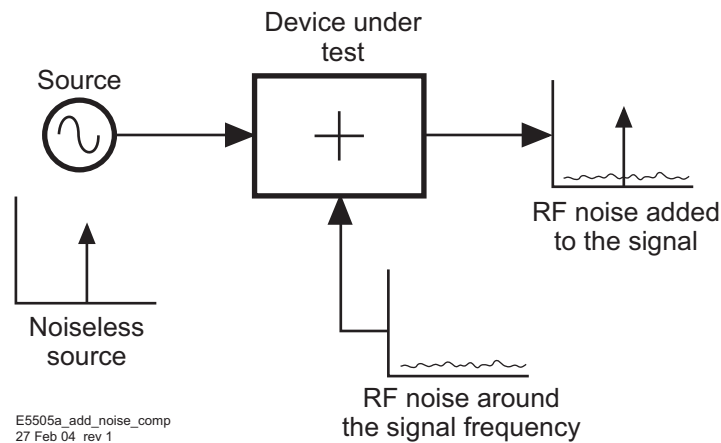 Device under
test
Source
RF noise added
to the signal
Noiseless
source
RF noise around
the signal frequency
E5505a_add_noise_comp
27 Feb 04 rev 1